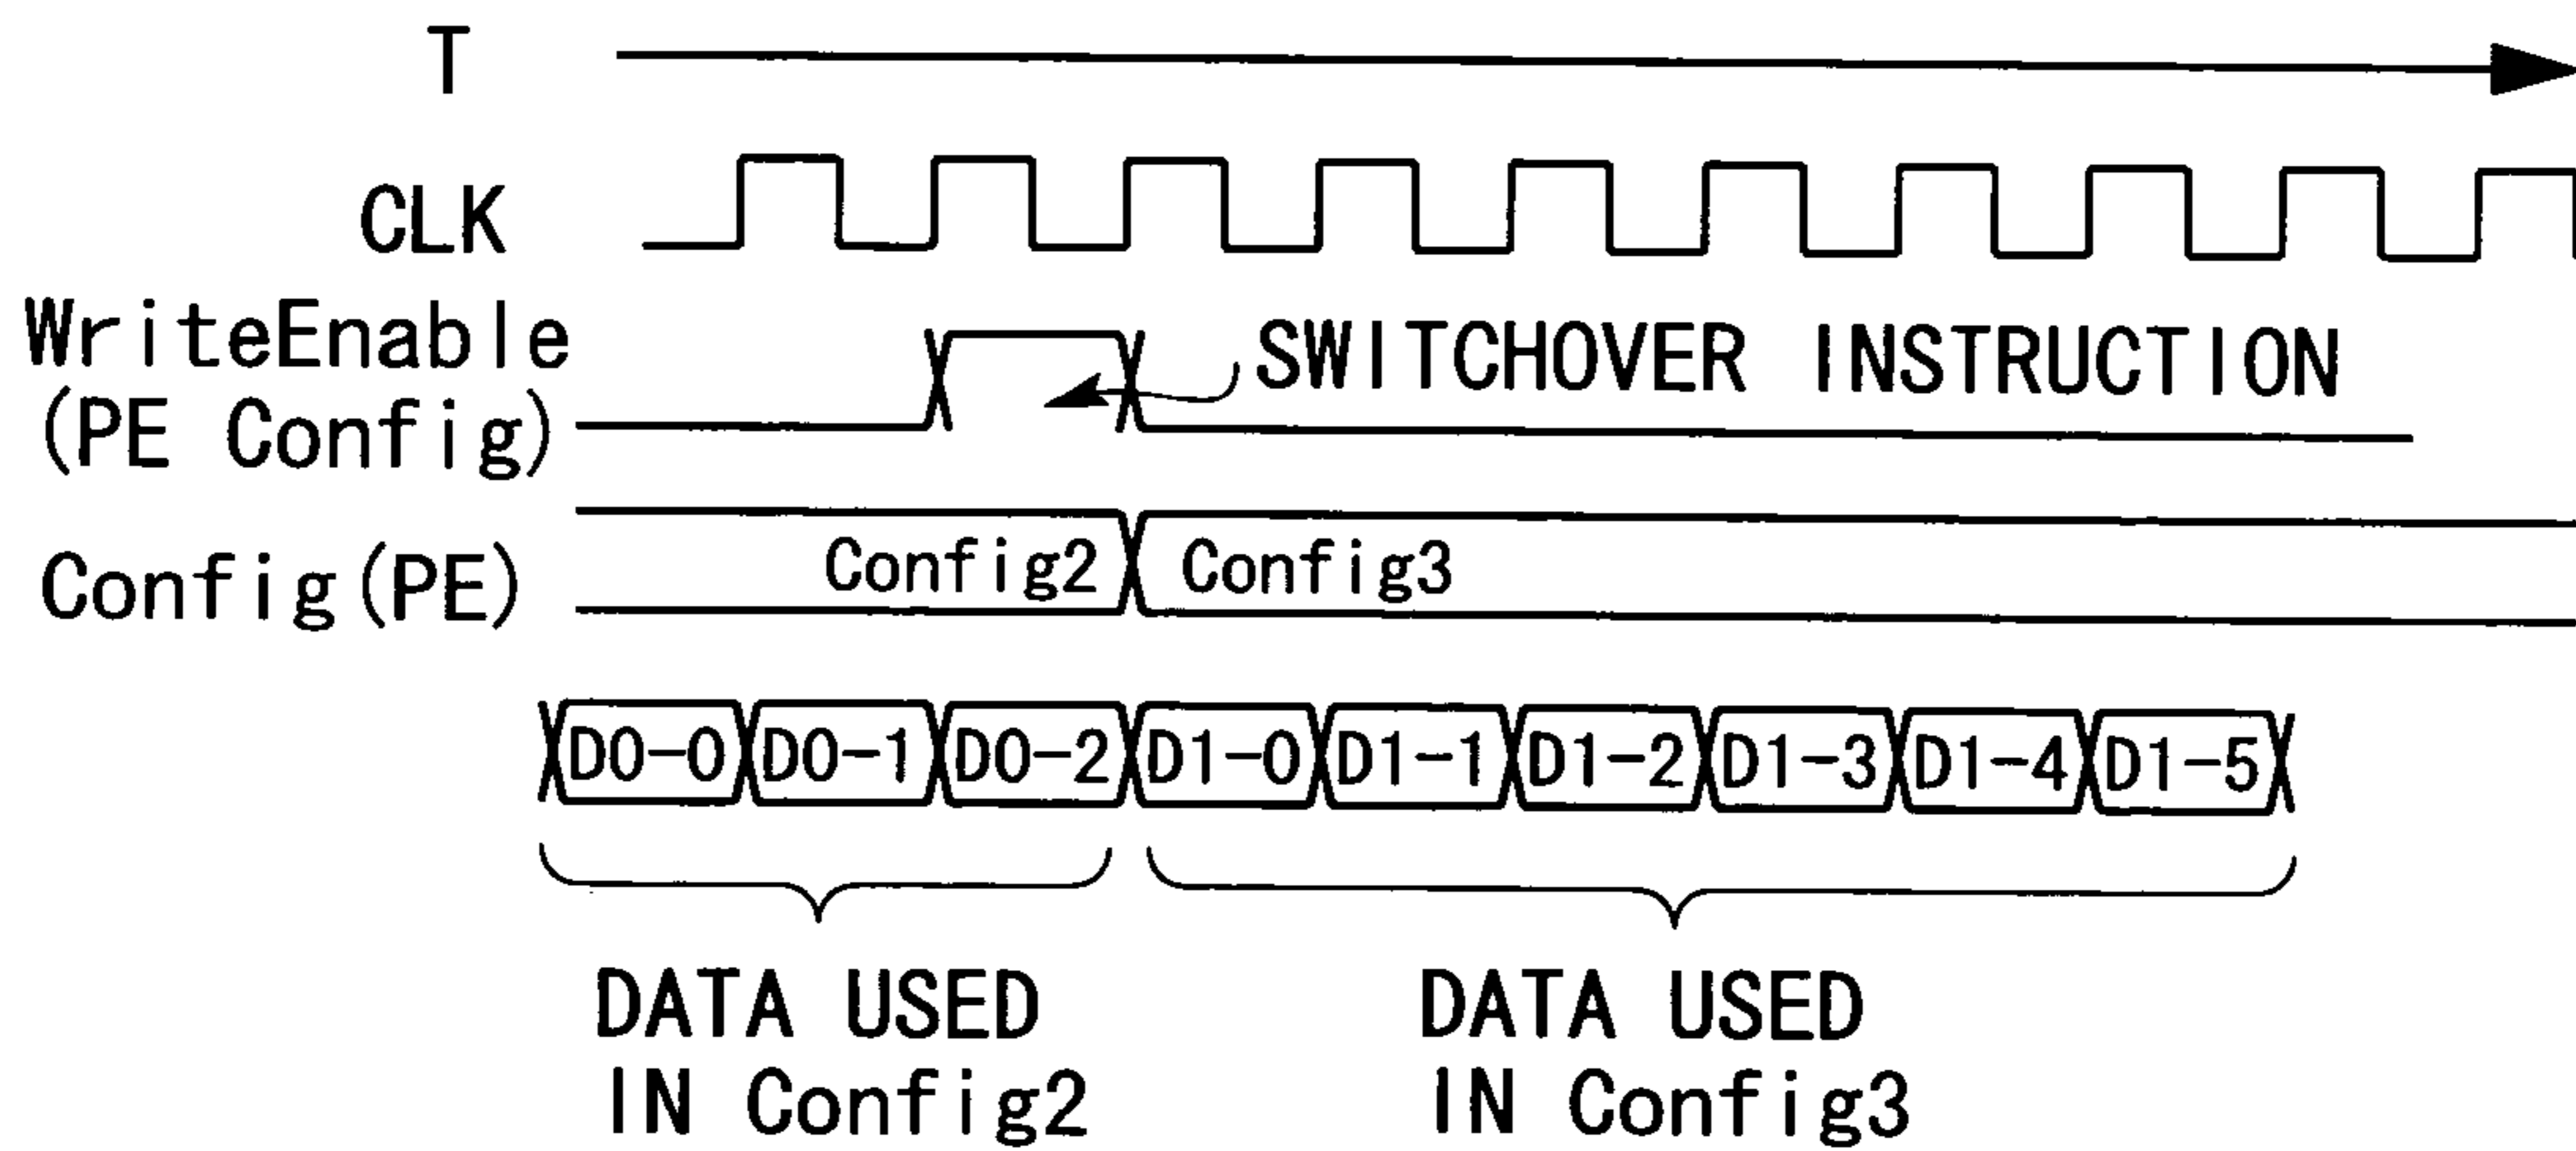 T
CLK
WriteEnable
(PE Config)
SWITCHOVER INSTRUCTION
Config(PE)
Config2
Config3
D0-0 D0-1 D0-2 D1-0 D1-1 D1-2 D1-3 D1-4 D1-5
DATA USED
IN Config2
DATA USED
IN Config3